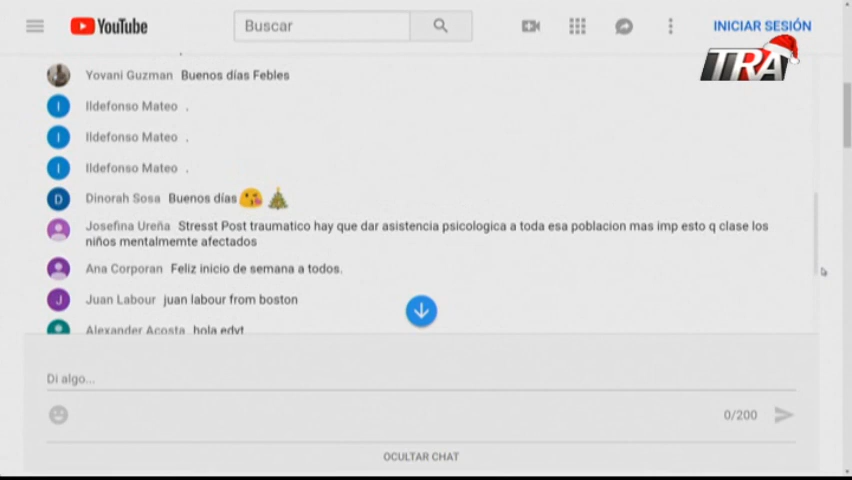 YouTube
Buscar
INICIAR SESIÓN
TRA
Yovani Guzman Buenos días Febles
I Ildefonso Mateo .
I Ildefonso Mateo .
I Ildefonso Mateo .
D Dinorah Sosa Buenos días
Josefina Ureña Stresst Post traumatico hay que dar asistencia psicologica a toda esa poblacion mas imp esto q clase los
niños mentalmemte afectados
Ana Corporan Feliz inicio de semana a todos.
J Juan Labour juan labour from boston
Alexander Acosta hola edyt
Di algo...
0/200
OCULTAR CHAT